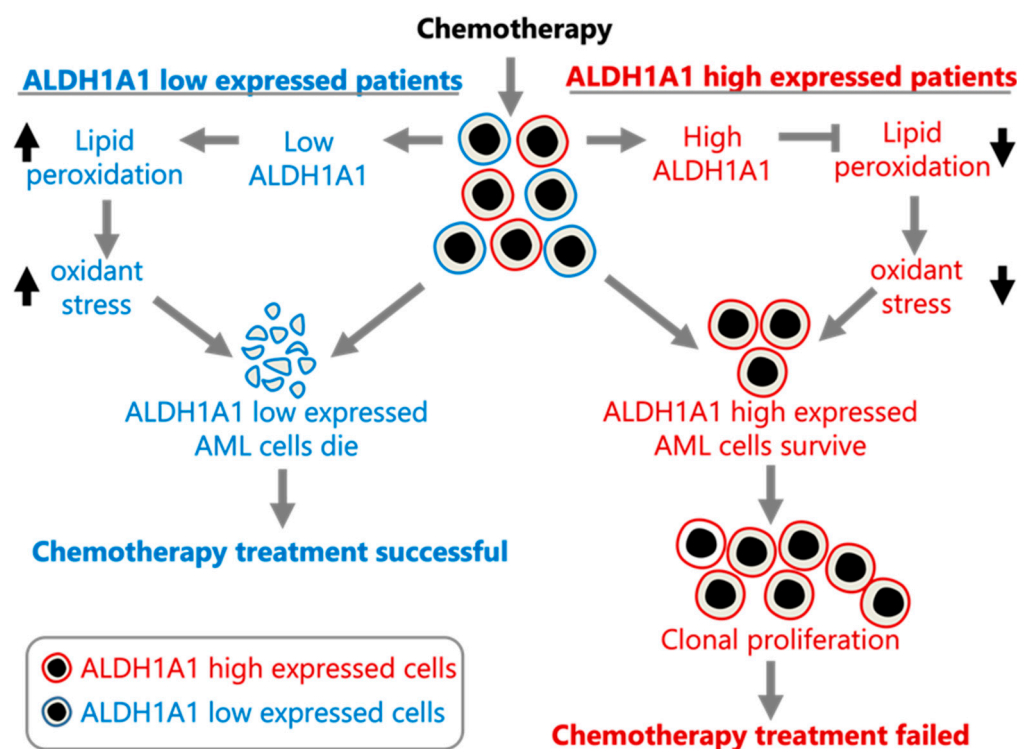 Chemotherapy
ALDH1A1 low expressed patients
ALDH1A1 high expressed patients
Lipid
peroxidation
Low
ALDH1A1
High
ALDH1A1
Lipid
peroxidation
oxidant
stress
oxidant
stress
ALDH1A1 low expressed
AML cells die
ALDH1A1 high expressed
AML cells survive
Chemotherapy treatment successful
Clonal proliferation
ALDH1A1 high expressed cells
ALDH1A1 low expressed cells
Chemotherapy treatment failed